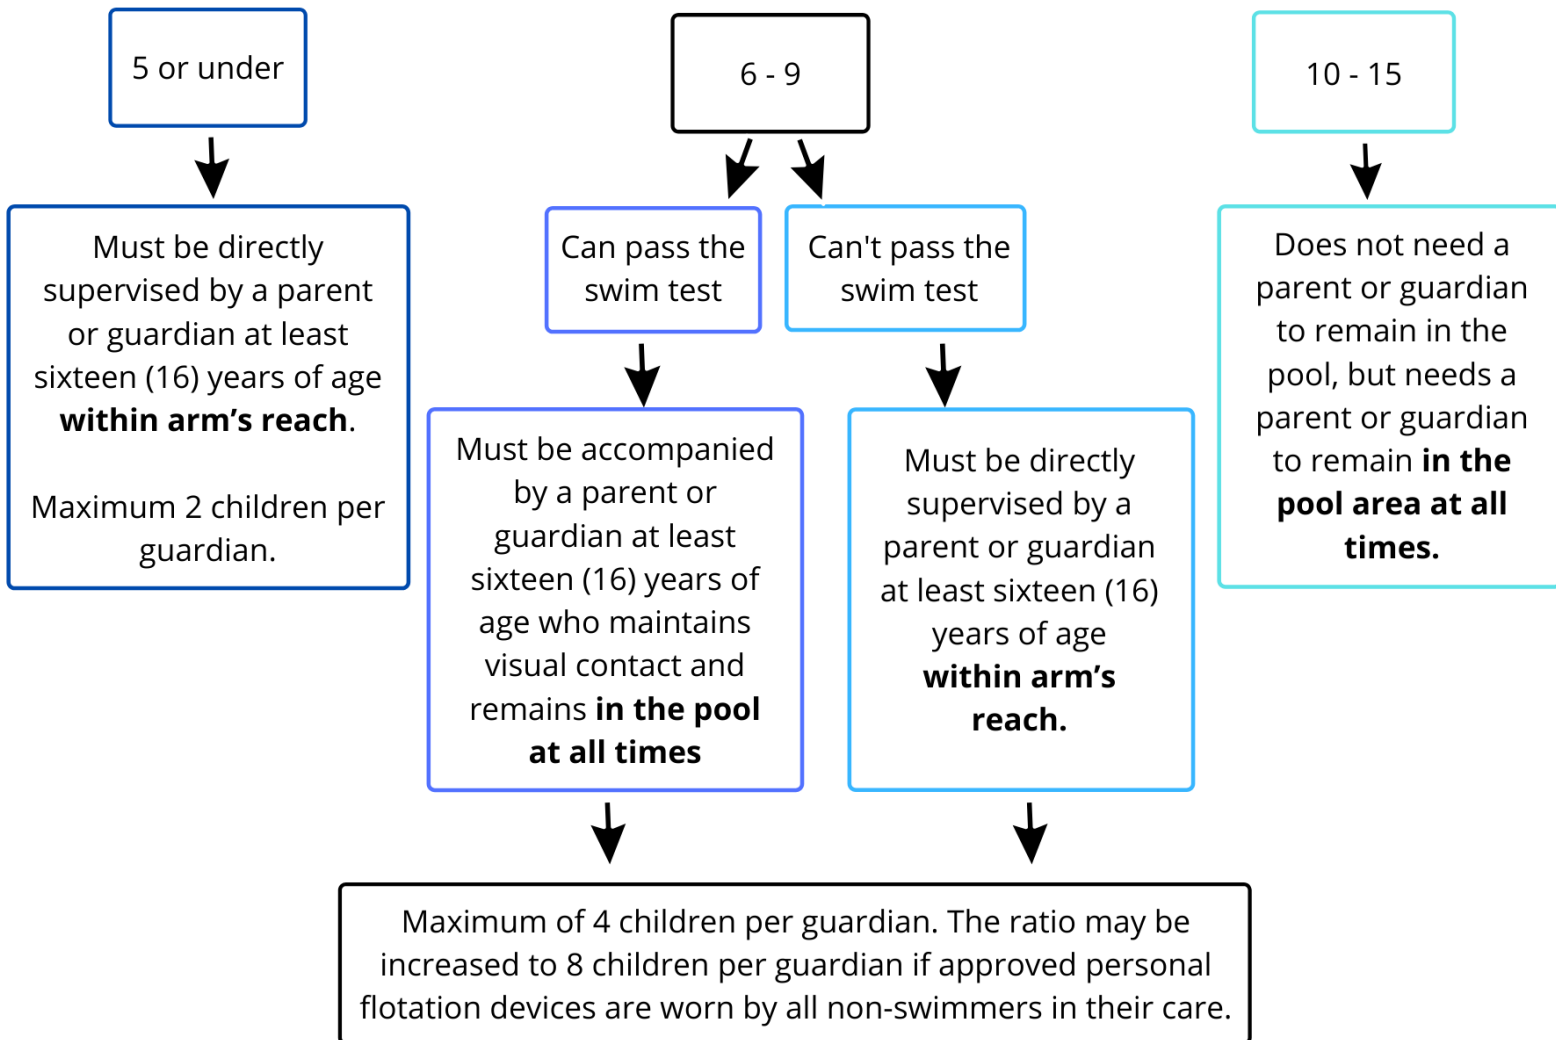 5 or under
6 - 9
10 - 15
Must be directly
supervised by a parent
or guardian at least
sixteen (16) years of age
within arm’s reach.
Maximum 2 children per
guardian.
Can pass the
swim test
Can't pass the
swim test
Must be accompanied
by a parent or
guardian at least
sixteen (16) years of
age who maintains
visual contact and
remains in the pool
at all times
Must be directly
supervised by a
parent or guardian
at least sixteen (16)
years of age
within arm’s
reach.
Does not need a
parent or guardian
to remain in the
pool, but needs a
parent or guardian
to remain in the
pool area at all
times.
Maximum of 4 children per guardian. The ratio may be
increased to 8 children per guardian if approved personal
flotation devices are worn by all non-swimmers in their care.